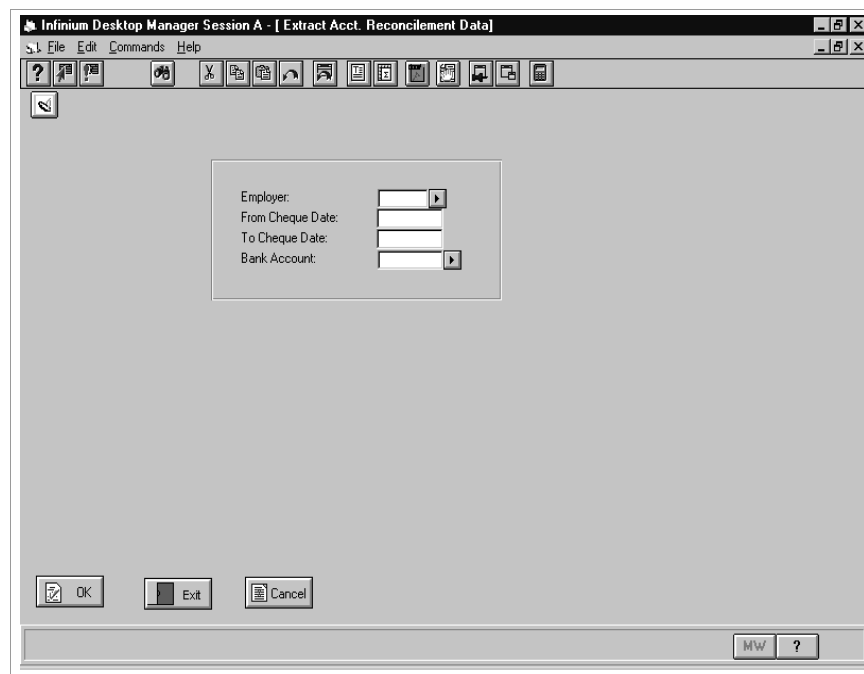 Infinium Desktop Manager Session A - [ Extract Acct. Reconcilement Data]
File Edit Commands Help
Employer:
From Cheque Date:
To Cheque Date:
Bank Account:
OK Exit Cancel
MW ?